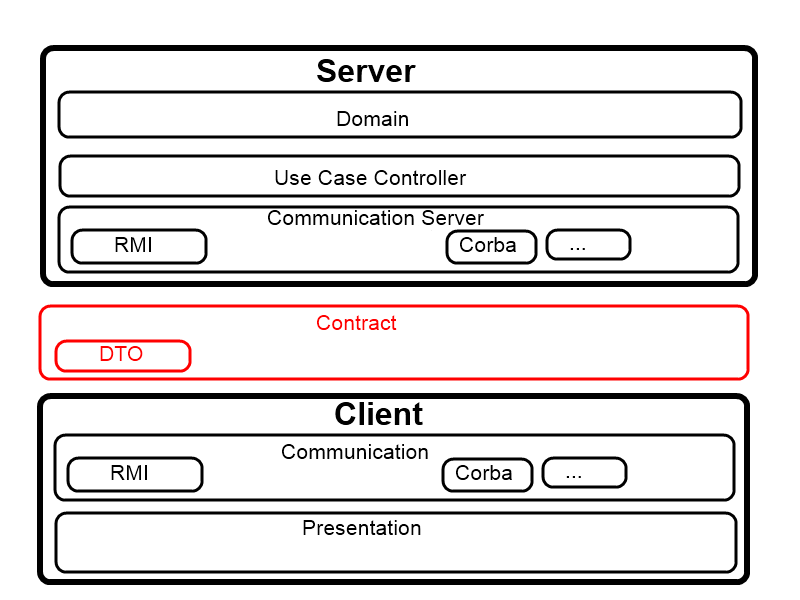 Server
Domain
Use Case Controller
Communication Server
RMI
Corba
...
Contract
DTO
Client
Communication
RMI
Corba
...
Presentation